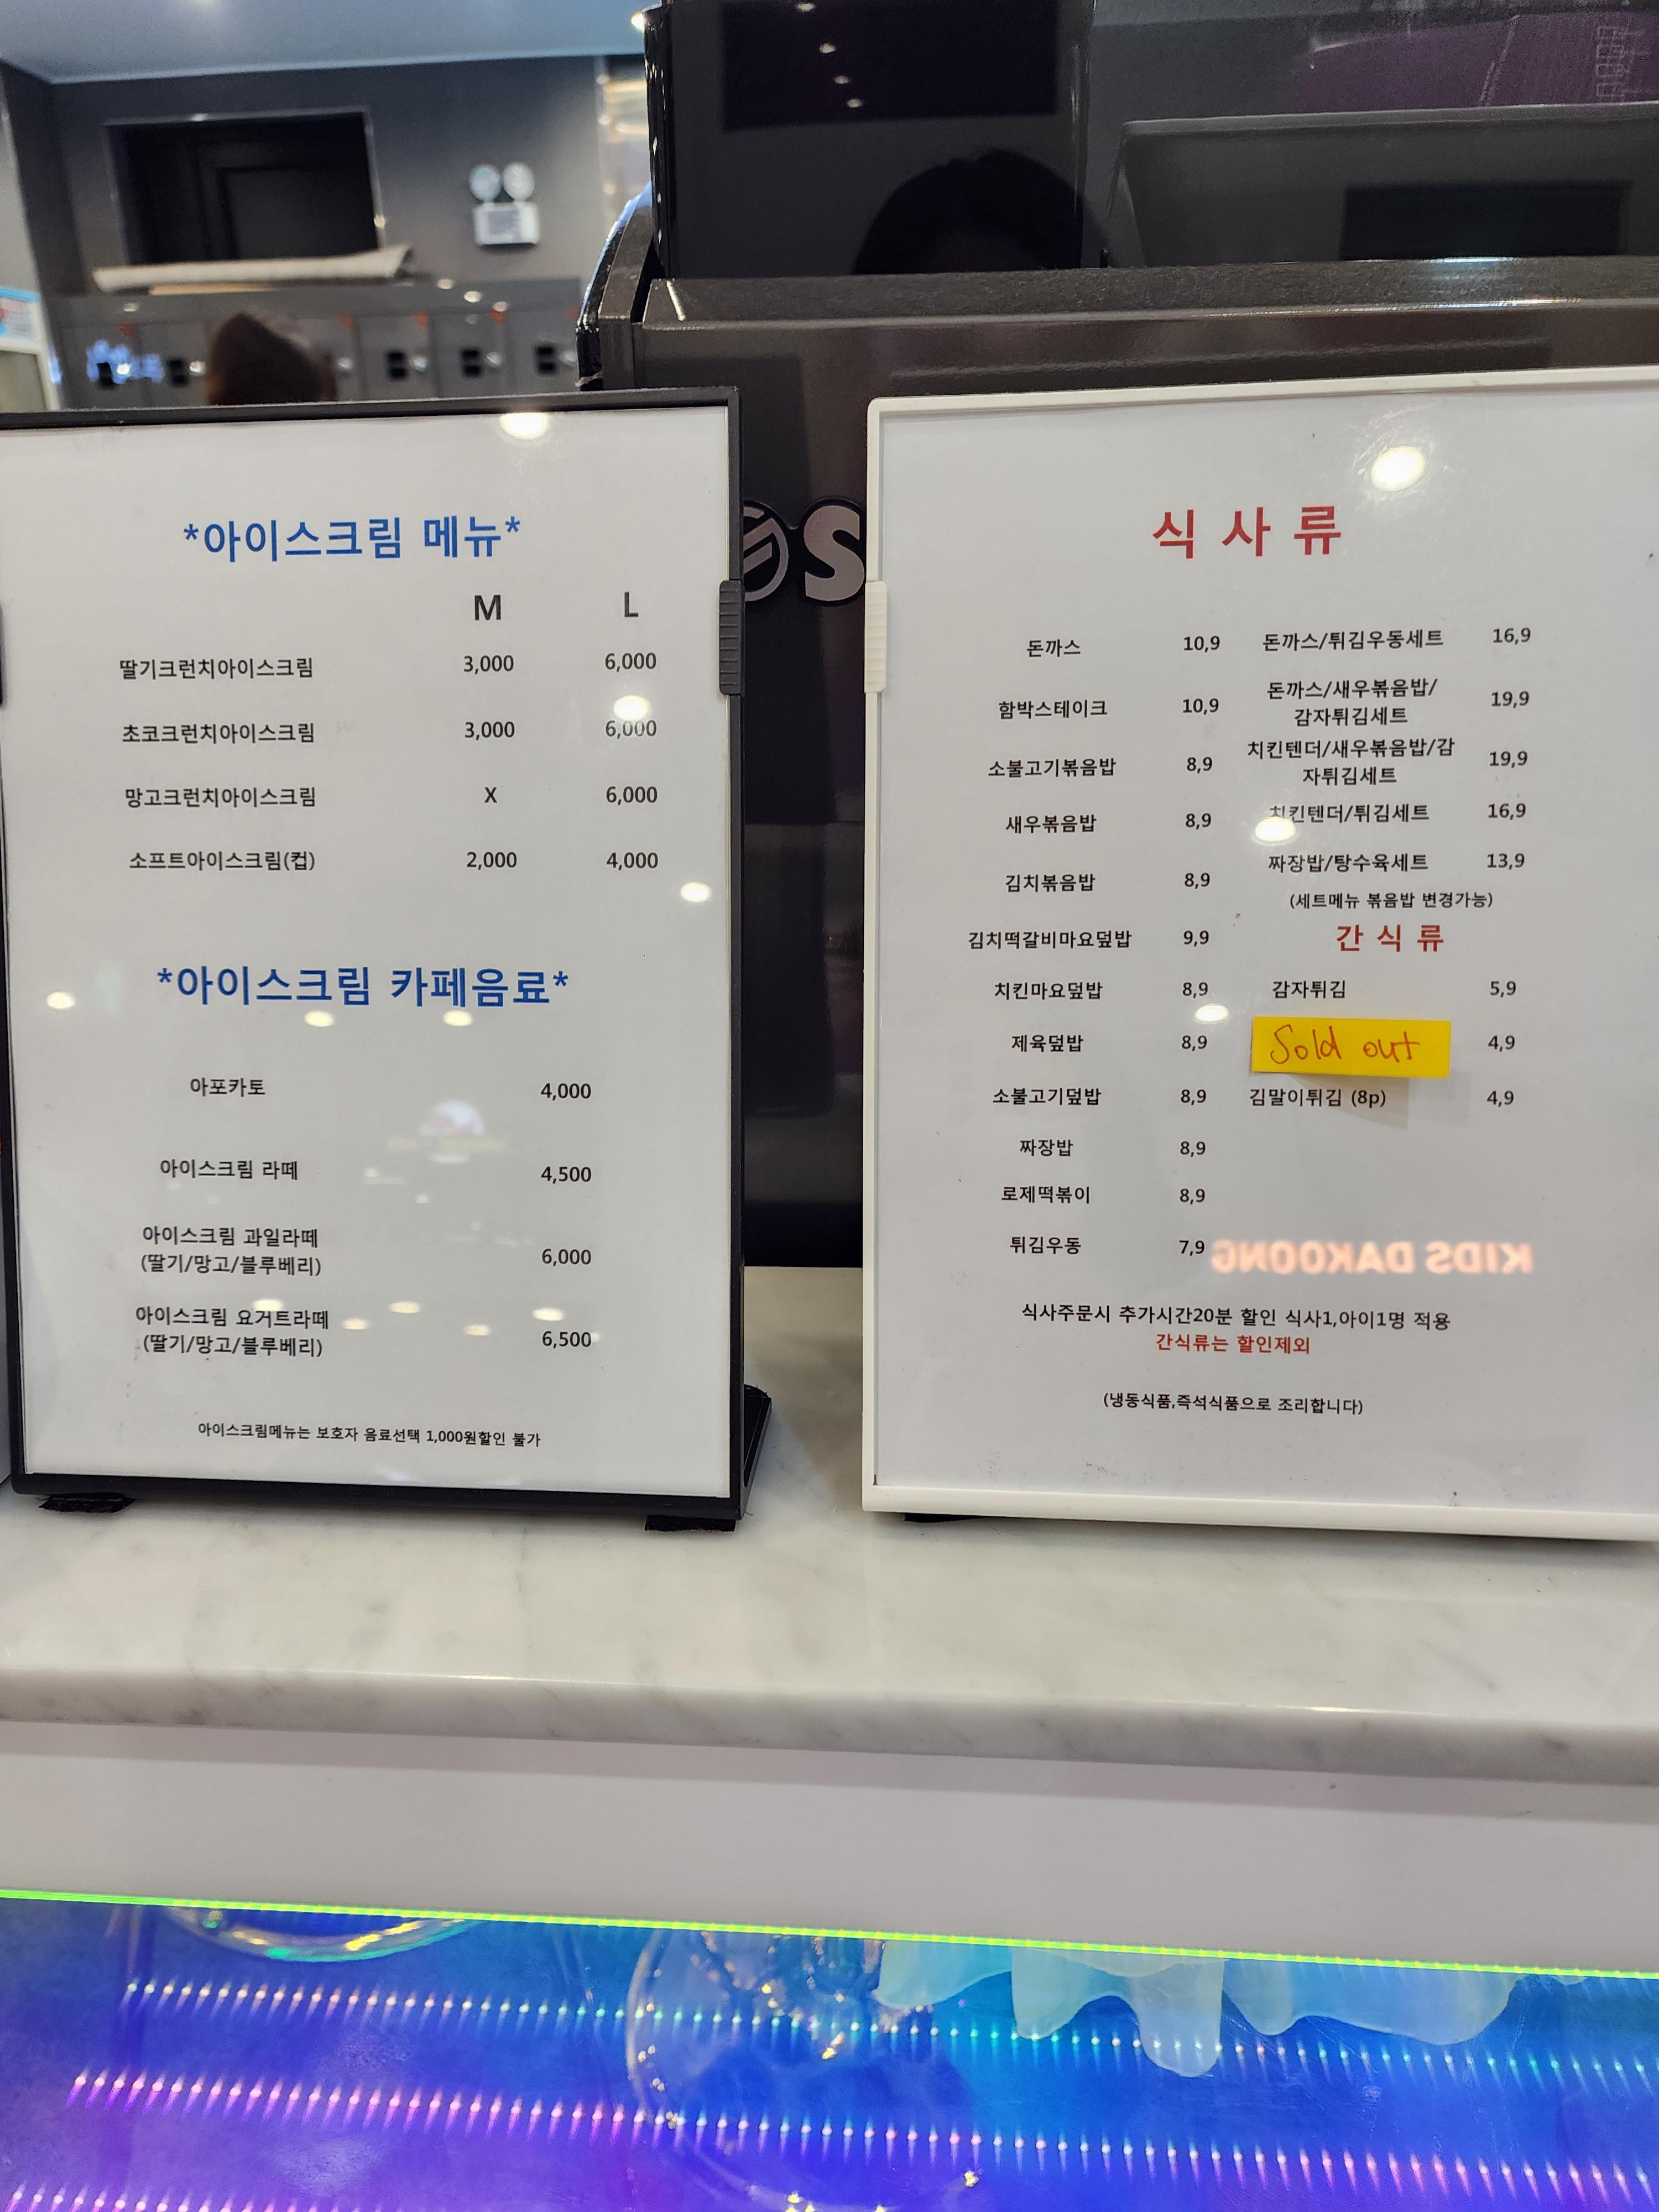 *아이스크림 메뉴*
M L
딸기크런치아이스크림 3,000 6,000
초코크런치아이스크림 3,000 6,000
망고크런치아이스크림 X 6,000
소프트아이스크림(컵) 2,000 4,000
*아이스크림 카페음료*
아포카토 4,000
아이스크림 라떼 4,500
아이스크림 과일라떼
(딸기/망고/블루베리) 6,000
아이스크림 요거트라떼
(딸기/망고/블루베리) 6,500
아이스크림메뉴는 보호자 음료선택 1,000원할인 불가
식사류
돈까스 10,9
함박스테이크 10,9
소불고기볶음밥 8,9
새우볶음밥 8,9
김치볶음밥 8,9
김치떡갈비마요덮밥 9,9
치킨마요덮밥 8,9
제육덮밥 8,9
소불고기덮밥 8,9
짜장밥 8,9
로제떡볶이 8,9
튀김우동 7,9
돈까스/튀김우동세트 16,9
돈까스/새우볶음밥/
감자튀김세트 19,9
치킨텐더/새우볶음밥/감
자튀김세트 19,9
치킨텐더/튀김세트 16,9
짜장밥/탕수육세트 13,9
(세트메뉴 볶음밥 변경가능)
간식류
감자튀김 5,9
Sold out 4,9
김말이튀김 (8p) 4,9
KIDS DAKOONG
식사주문시 추가시간20분 할인 식사1,아이1명 적용
간식류는 할인제외
(냉동식품,즉석식품으로 조리합니다)